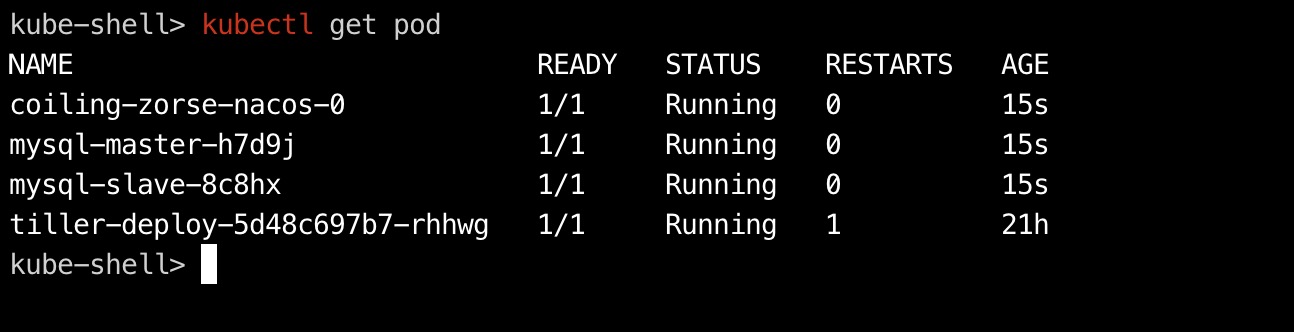 kube-shell> kubectl get pod
NAME READY STATUS RESTARTS AGE
coiling-zorse-nacos-0 1/1 Running 0 15s
mysql-master-h7d9j 1/1 Running 0 15s
mysql-slave-8c8hx 1/1 Running 0 15s
tiller-deploy-5d48c697b7-rhhwg 1/1 Running 1 21h
kube-shell>